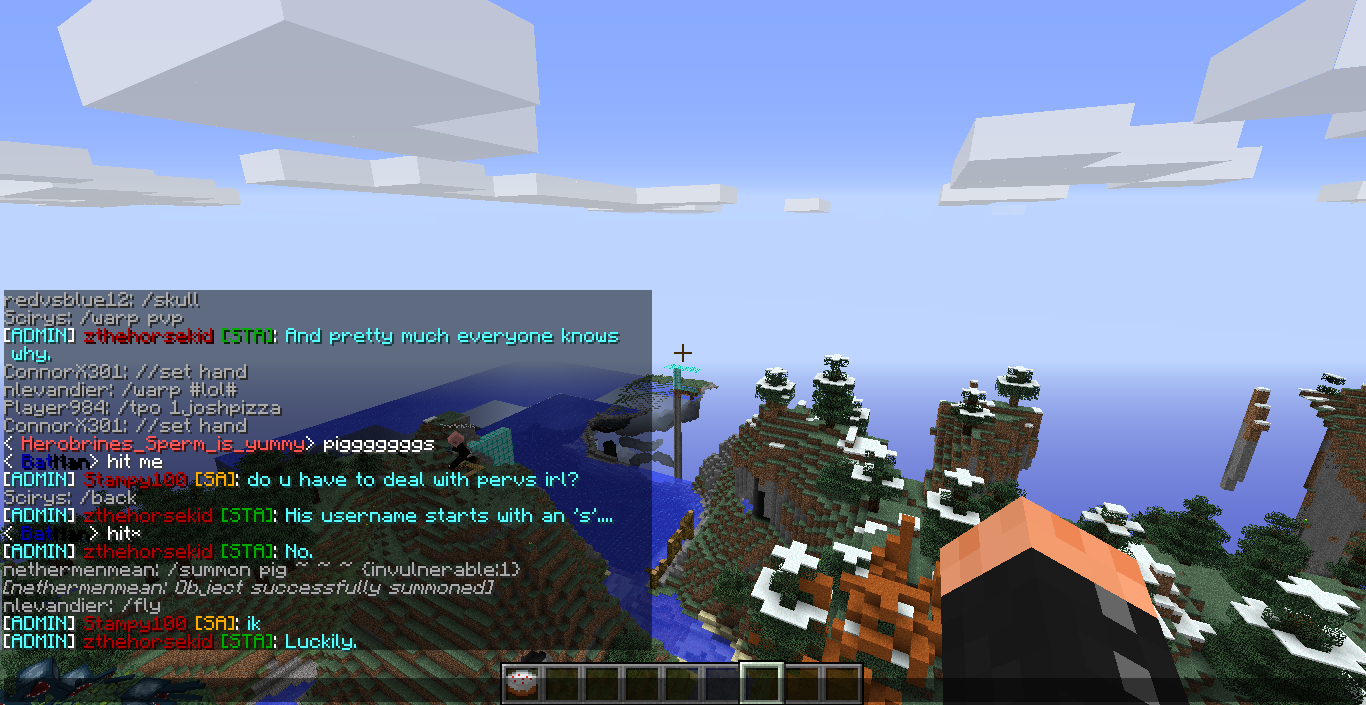 redvsblue12: /skull
Scirys: /warp pvp
[ADMIN] zthehorsekid [STA]: And pretty much everyone knows
why.
ConnorX301: //set hand
nlevandier: /warp #lol#
Player984: /tpo 1joshpizza
ConnorX301: //set hand
< Herobrines_Sperm_is_yummy> pigggggggs
< BatMan> hit me
[ADMIN] Stampy100 [SA]: do u have to deal with pervs irl?
Scirys: /back
[ADMIN] zthehorsekid [STA]: His username starts with an 's'....
< BatMan> hit*
[ADMIN] zthehorsekid [STA]: No.
nethermenmean: /summon pig ~ ~ ~ {invulnerable:1}
[nethermenmean: Object successfully summoned]
nlevandier: /fly
[ADMIN] Stampy100 [SA]: ik
[ADMIN] zthehorsekid [STA]: Luckily.